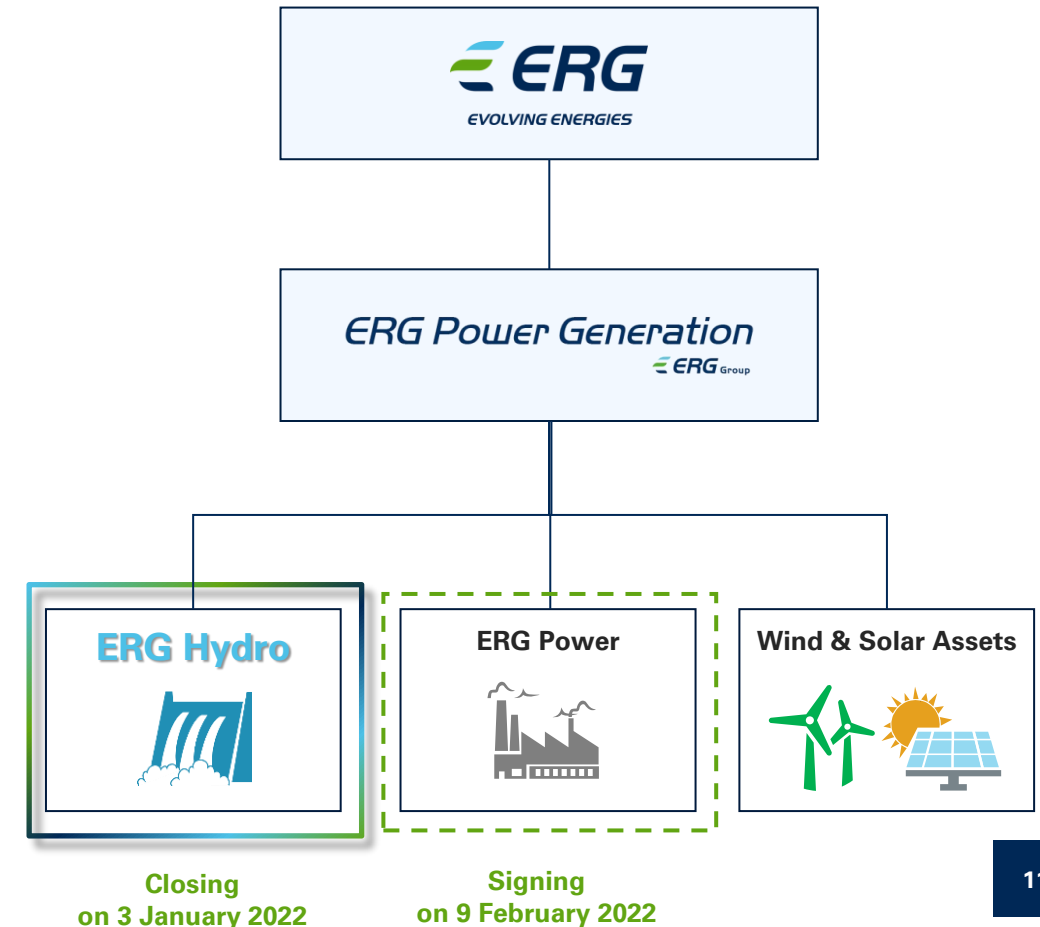 ERG
EVOLVING ENERGIES
ERG Power Generation
ERG Group
ERG Hydro
ERG Power
Wind & Solar Assets
Closing
on 3 January 2022
Signing
on 9 February 2022